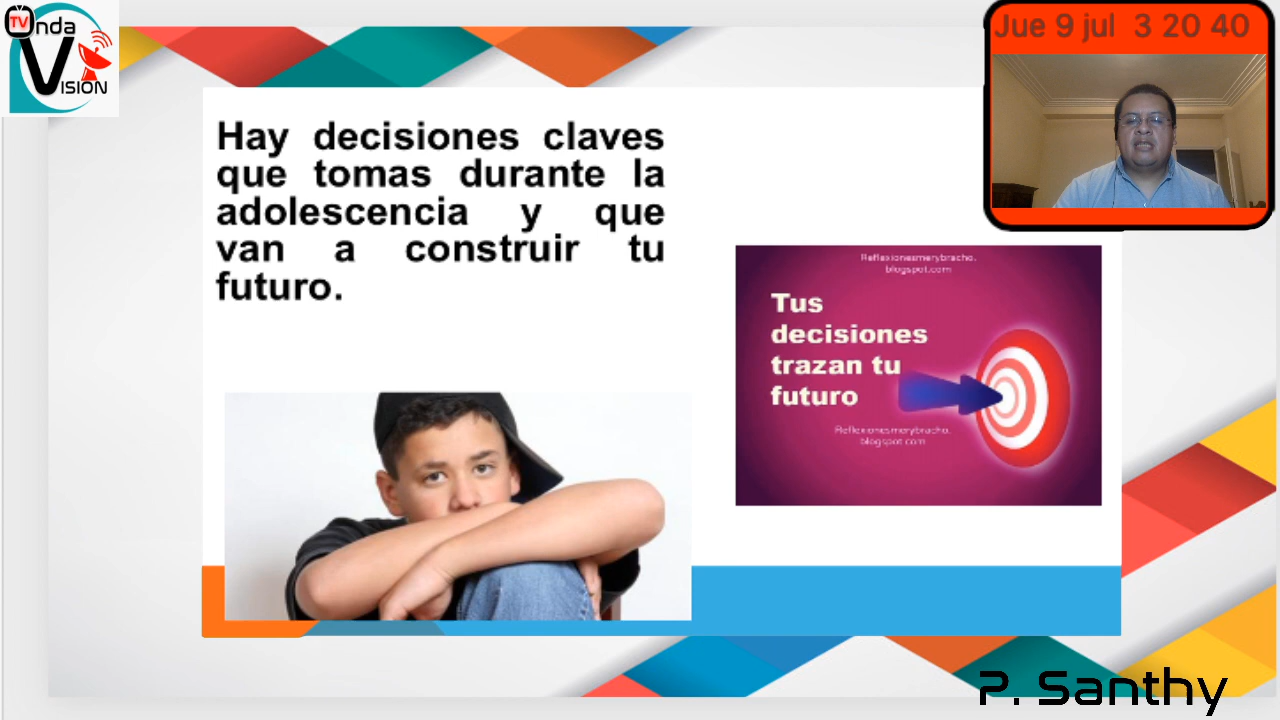 TV
Onda
VISION
Jue 9 jul 3 20 40
Hay decisiones claves
que tomas durante la
adolescencia y que
van a construir tu
futuro.
Reflexionesmerybracho.
blogspot.com
Tus
decisiones
trazan tu
futuro
Reflexionesmerybracho.
blogspot.com
P. Santhy